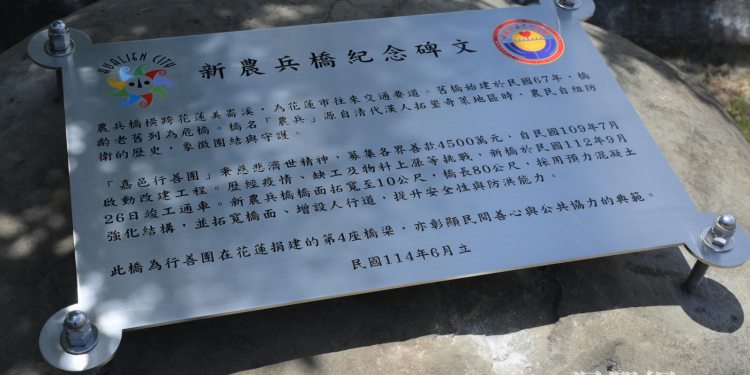 HUALIEN CITY
新農兵橋紀念碑文
農兵橋橫跨花蓮美崙溪，為花蓮市往來交通要道。舊橋始建於民國67年，橋
齡老舊列為危橋。橋名「農兵」源自清代漢人拓墾奇萊地區時，農民自組防
衛的歷史，象徵團結與守護。
「嘉邑行善團」秉慈悲濟世精神，募集各界善款4500萬元，自民國109年7月
啟動改建工程。歷經疫情、缺工及物料上漲等挑戰，新橋於民國112年9月
26日竣工通車。新農兵橋橋面拓寬至10公尺，橋長80公尺，採用預力混凝土
強化結構，並拓寬橋面、增設人行道，提升安全性與防洪能力。
此橋為行善團在花蓮捐建的第4座橋梁，亦彰顯民間善心與公共協力的典範。
民國114年6月立